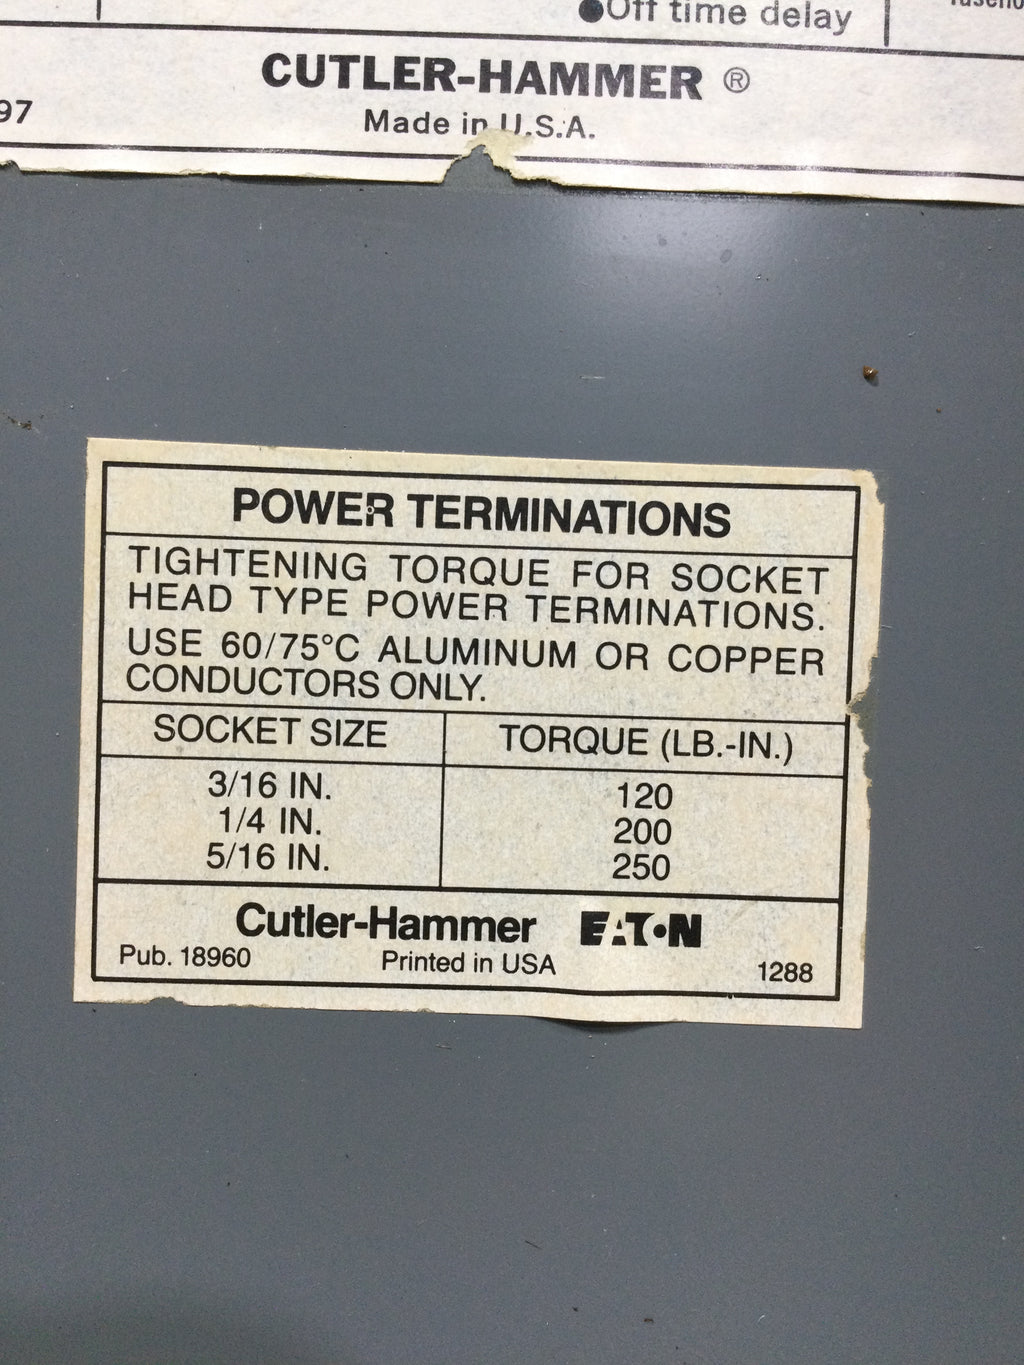 ●Off time delay
CUTLER-HAMMER ®
97
Made in U.S.A.
POWER TERMINATIONS
TIGHTENING TORQUE FOR SOCKET
HEAD TYPE POWER TERMINATIONS.
USE 60/75°C ALUMINUM OR COPPER
CONDUCTORS ONLY.
SOCKET SIZE TORQUE (LB.-IN.)
3/16 IN. 120
1/4 IN. 200
5/16 IN. 250
Cutler-Hammer EATON
Pub. 18960 Printed in USA 1288